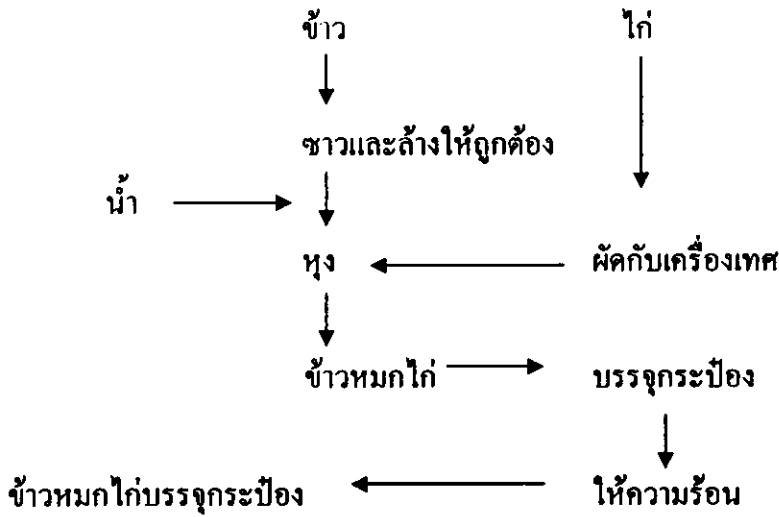 ข้าว ไก่
ซาวและล้างให้ถูกต้อง
น้ำ
หุง ผัดกับเครื่องเทศ
ข้าวหมกไก่ บรรจุกระป๋อง
ข้าวหมกไก่บรรจุกระป๋อง ให้ความร้อน